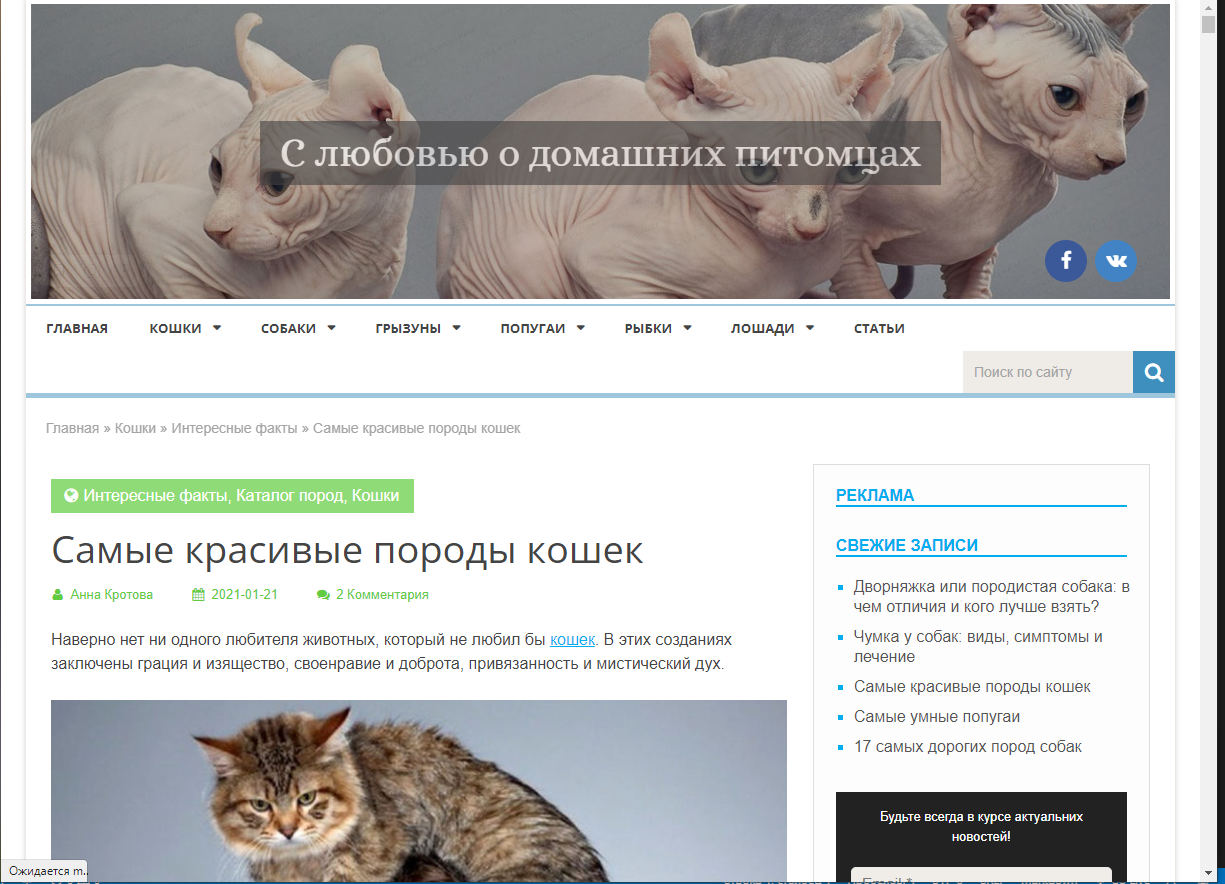 С любовью о домашних питомцах
ГЛАВНАЯ КОШКИ СОБАКИ ГРЫЗУНЫ ПОПУГАИ РЫБКИ ЛОШАДИ СТАТЬИ
Поиск по сайту
Главная » Кошки » Интересные факты » Самые красивые породы кошек
Интересные факты, Каталог пород, Кошки
Самые красивые породы кошек
Анна Кротова 2021-01-21 2 Комментария
Наверно нет ни одного любителя животных, который не любил бы кошек. В этих созданиях
заключены грация и изящество, своенравие и доброта, привязанность и мистический дух.
РЕКЛАМА
СВЕЖИЕ ЗАПИСИ
Дворняжка или породистая собака: в
чем отличия и кого лучше взять?
Чумка у собак: виды, симптомы и
лечение
Самые красивые породы кошек
Самые умные попугаи
17 самых дорогих пород собак
Будьте всегда в курсе актуальных
новостей!
Email *
Ожидается m..